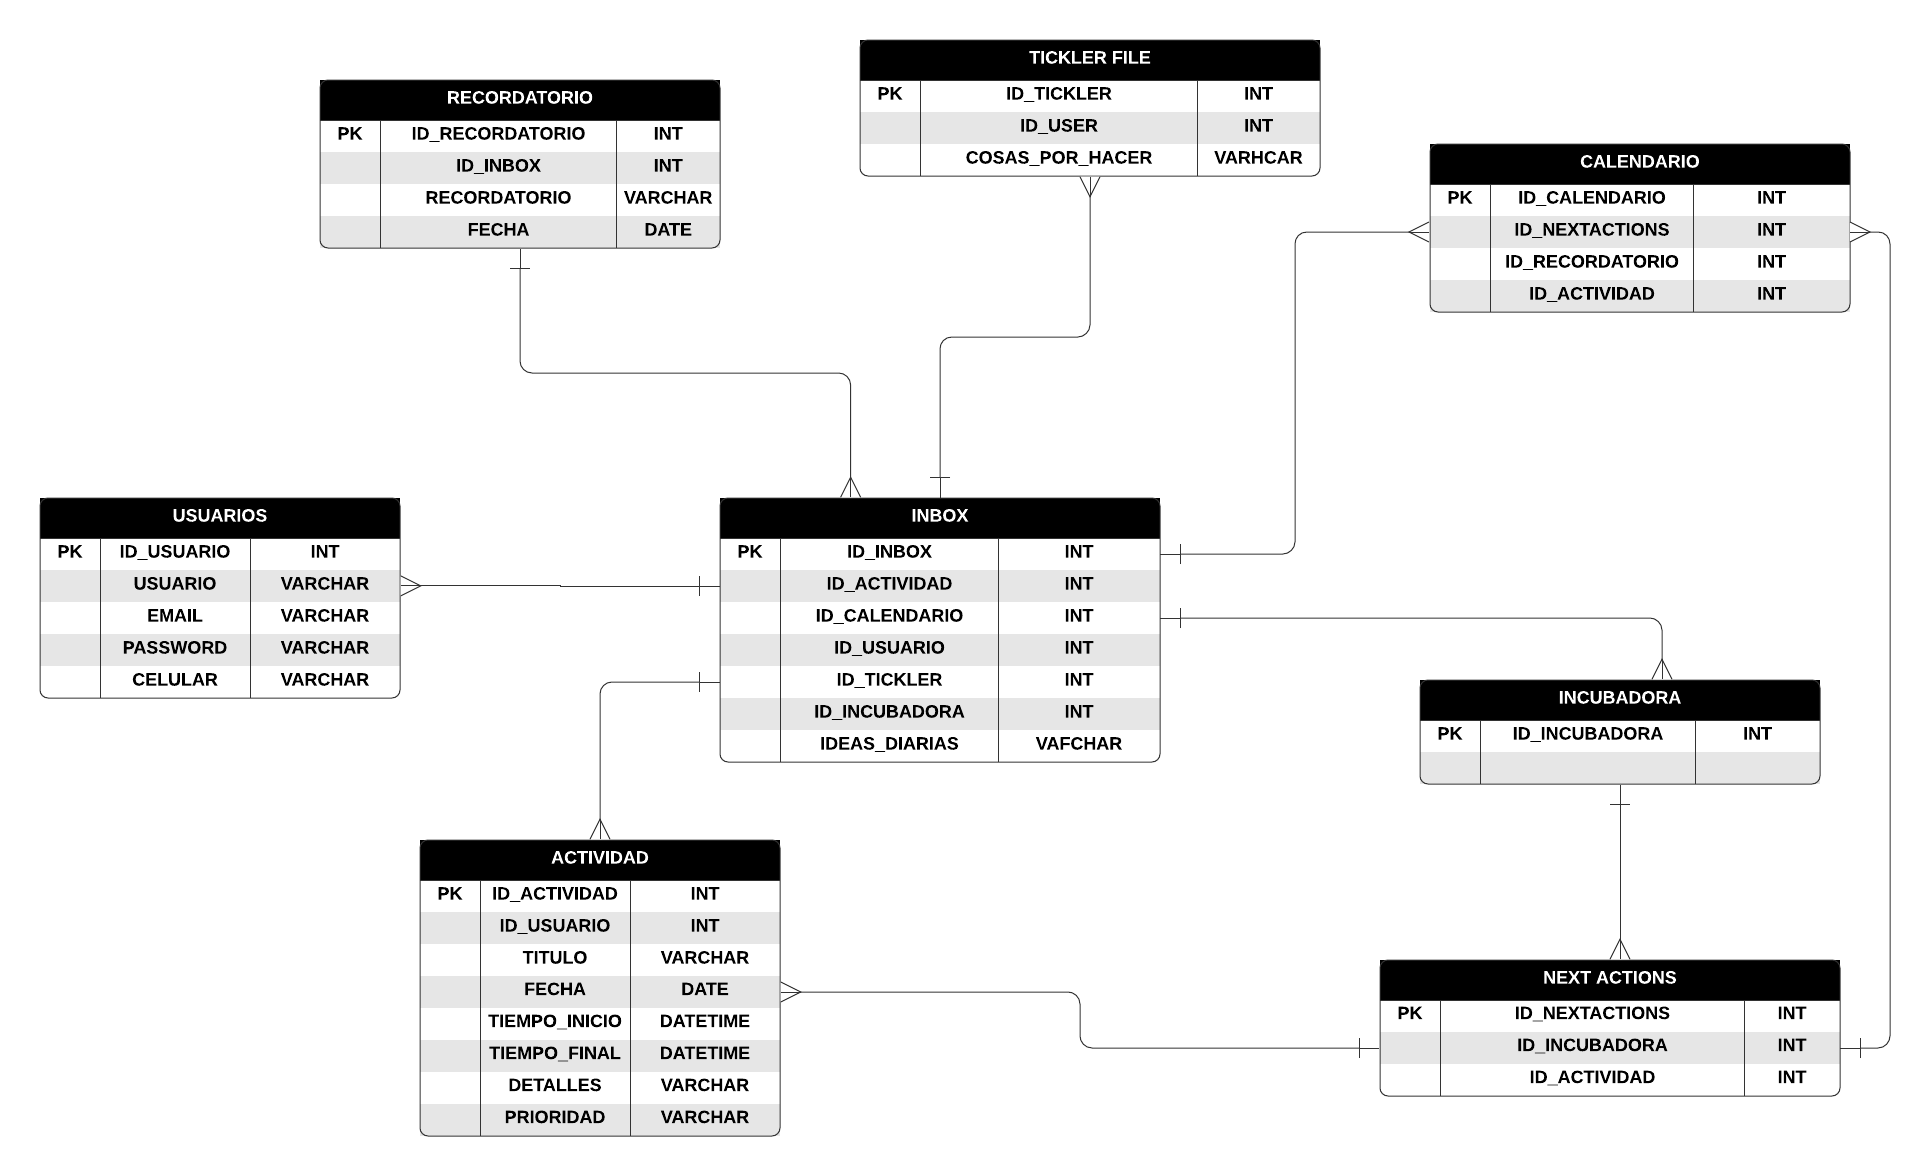 TICKLER FILE
PK ID_TICKLER INT
ID_USER INT
COSAS_POR_HACER VARHCAR
RECORDATORIO
PK ID_RECORDATORIO INT
ID_INBOX INT
RECORDATORIO VARCHAR
FECHA DATE
CALENDARIO
PK ID_CALENDARIO INT
ID_NEXTACTIONS INT
ID_RECORDATORIO INT
ID_ACTIVIDAD INT
USUARIOS
PK ID_USUARIO INT
USUARIO VARCHAR
EMAIL VARCHAR
PASSWORD VARCHAR
CELULAR VARCHAR
INBOX
PK ID_INBOX INT
ID_ACTIVIDAD INT
ID_CALENDARIO INT
ID_USUARIO INT
ID_TICKLER INT
ID_INCUBADORA INT
IDEAS_DIARIAS VAFCHAR
INCUBADORA
PK ID_INCUBADORA INT
ACTIVIDAD
PK ID_ACTIVIDAD INT
ID_USUARIO INT
TITULO VARCHAR
FECHA DATE
TIEMPO_INICIO DATETIME
TIEMPO_FINAL DATETIME
DETALLES VARCHAR
PRIORIDAD VARCHAR
NEXT ACTIONS
PK ID_NEXTACTIONS INT
ID_INCUBADORA INT
ID_ACTIVIDAD INT